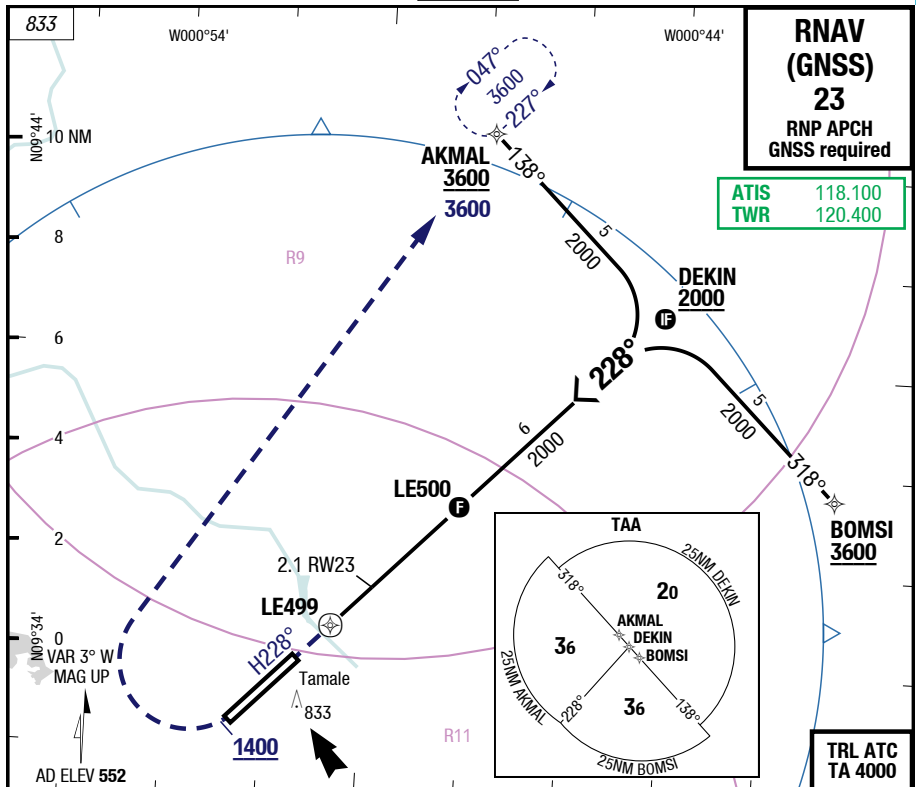 833
W000°54'
W000°44'
RNAV
(GNSS)
23
RNP APCH
GNSS required
ATIS 118.100
TWR 120.400
047°
3600
227°
N09°44'
10 NM
AKMAL
3600
3600
138°
5
2000
8
R9
DEKIN
2000
IF
6
228°
5
2000
4
6
2000
318°
LE500
F
BOMSI
3600
2
2.1 RW23
LE499
N09°34'
0
H228°
VAR 3° W
MAG UP
Tamale
833
1400
R11
AD ELEV 552
TAA
25NM DEKIN
318°
20
AKMAL
DEKIN
BOMSI
36
25NM AKMAL
228°
36
138°
25NM BOMSI
TRL ATC
TA 4000